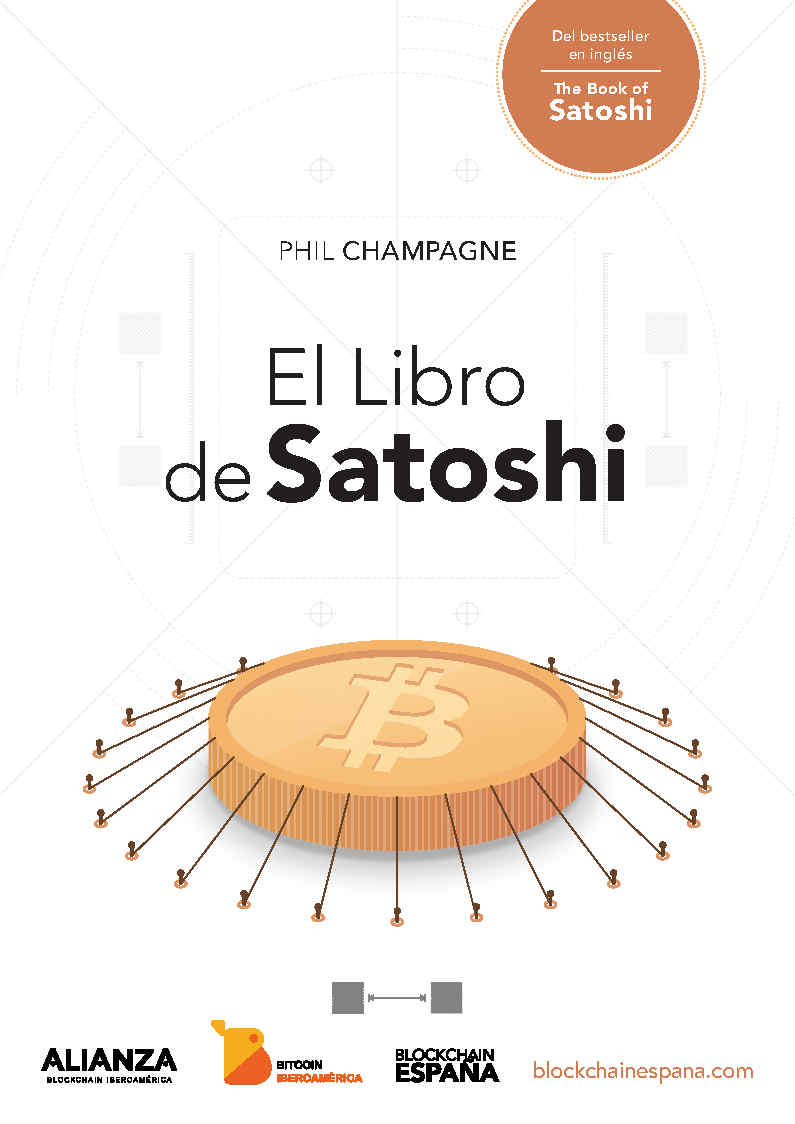 Del bestseller
en inglés
The Book of
Satoshi
PHIL CHAMPAGNE
El Libro
de Satoshi
ALIANZA
BLOCKCHAIN IBEROAMÉRICA
BITCOIN
IBEROAMÉRICA
BLOCKCHAIN
ESPAÑA
blockchainespana.com